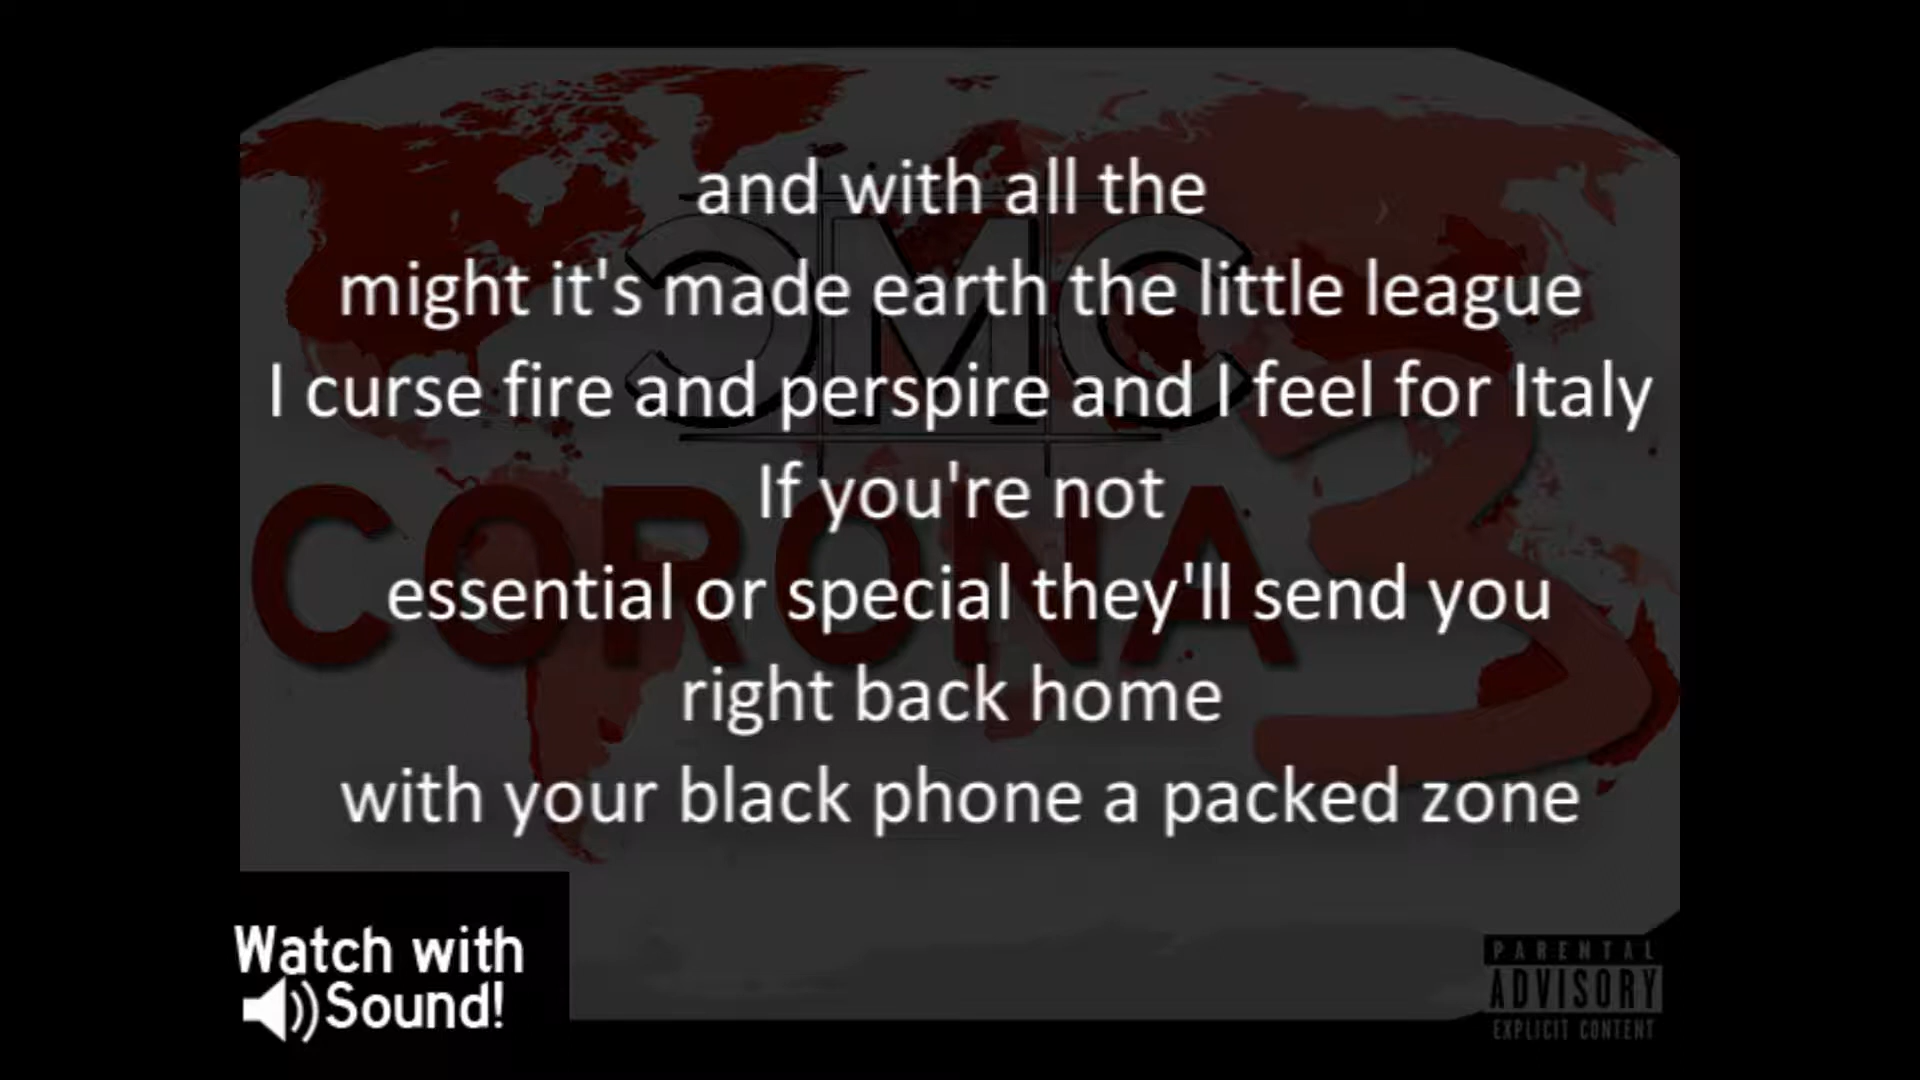 and with all the
might it's made earth the little league
I curse fire and perspire and I feel for Italy
If you're not
essential or special they'll send you
right back home
with your black phone a packed zone
ƆMC
CORONA 3
Watch with
Sound!
PARENTAL
ADVISORY
EXPLICIT CONTENT